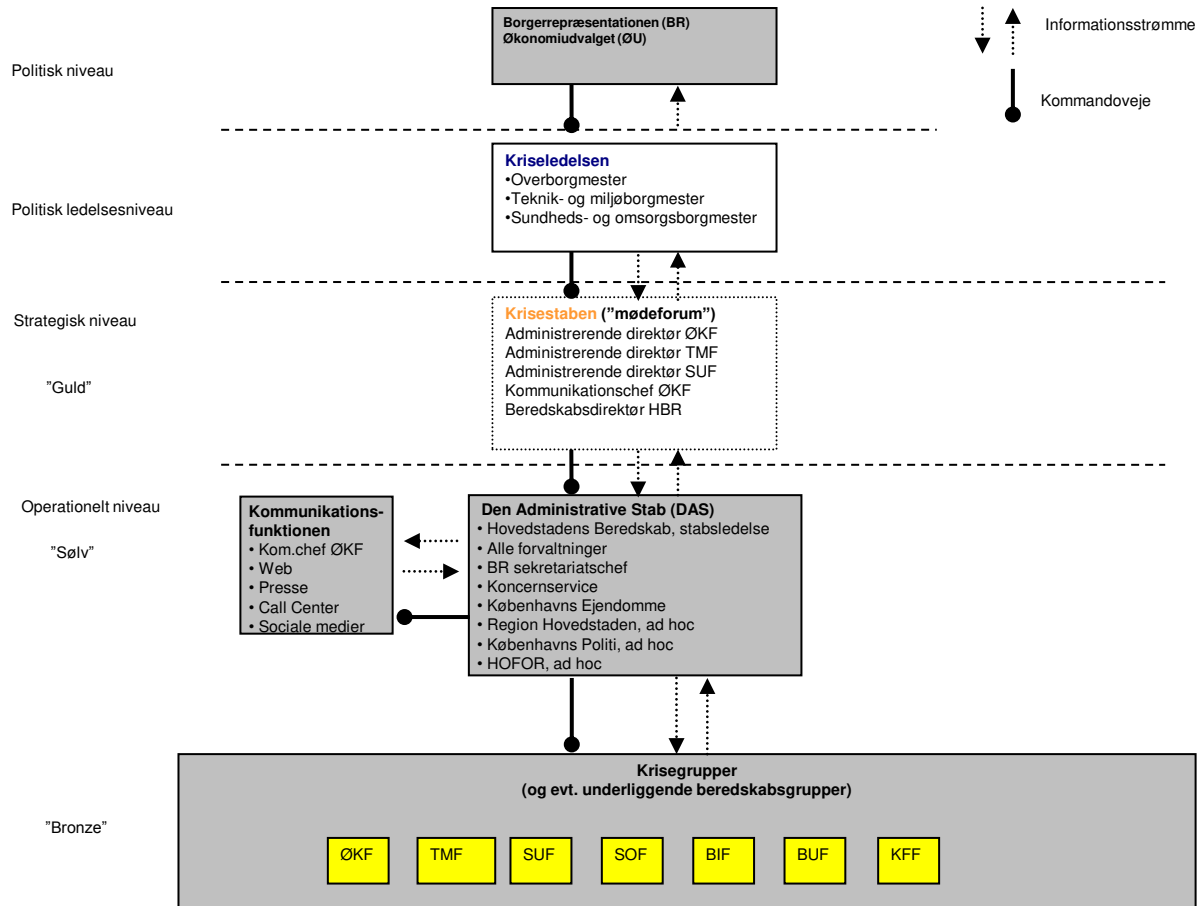 Borgerrepræsentationen (BR)
Økonomiudvalget (ØU)
Informationsstrømme
Politisk niveau
Kommandoveje
Kriseledelsen
•Overborgmester
•Teknik- og miljøborgmester
•Sundheds- og omsorgsborgmester
Politisk ledelsesniveau
Strategisk niveau
”Guld”
Krisestaben (”mødeforum”)
Administrerende direktør ØKF
Administrerende direktør TMF
Administrerende direktør SUF
Kommunikationschef ØKF
Beredskabsdirektør HBR
Operationelt niveau
”Sølv”
Kommunikations-
funktionen
• Kom.chef ØKF
• Web
• Presse
• Call Center
• Sociale medier
Den Administrative Stab (DAS)
• Hovedstadens Beredskab, stabsledelse
• Alle forvaltninger
• BR sekretariatschef
• Koncernservice
• Københavns Ejendomme
• Region Hovedstaden, ad hoc
• Københavns Politi, ad hoc
• HOFOR, ad hoc
Krisegrupper
(og evt. underliggende beredskabsgrupper)
”Bronze”
ØKF TMF SUF SOF BIF BUF KFF